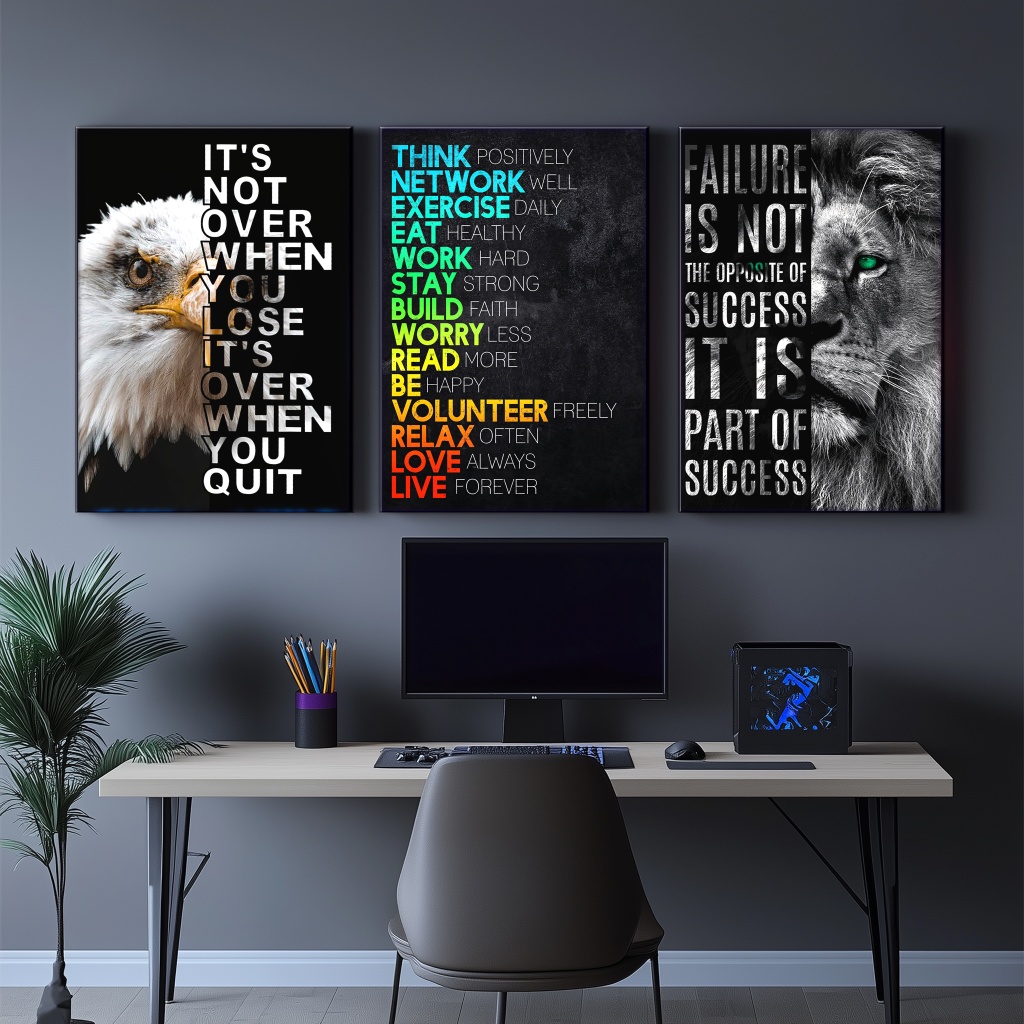 IT'S
NOT
OVER
WHEN
YOU
LOSE
IT'S
OVER
WHEN
YOU
QUIT
THINK POSITIVELY
NETWORK WELL
EXERCISE DAILY
EAT HEALTHY
WORK HARD
STAY STRONG
BUILD FAITH
WORRY LESS
READ MORE
BE HAPPY
VOLUNTEER FREELY
RELAX OFTEN
LOVE ALWAYS
LIVE FOREVER
FAILURE
IS NOT
THE OPPOSITE OF
SUCCESS
IT IS
PART OF
SUCCESS